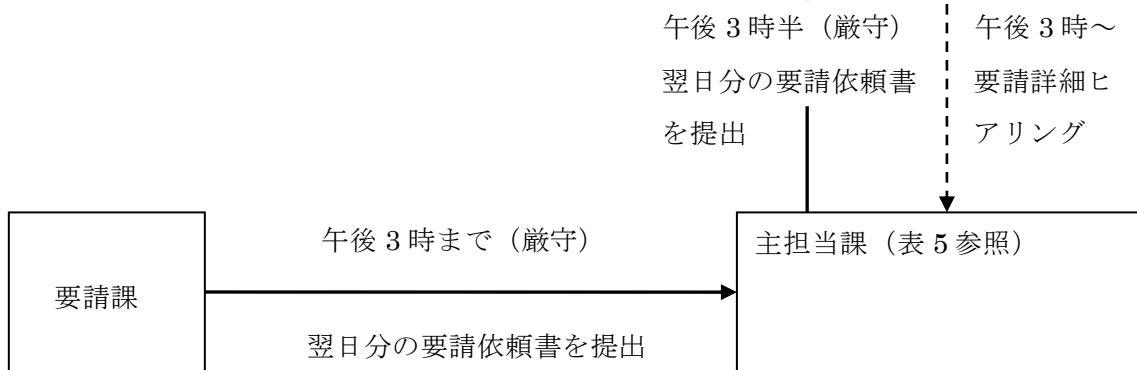 午後 3 時半（厳守）
翌日分の要請依頼書
を提出
午後 3 時～
要請詳細ヒ
アリング
午後 3 時まで（厳守）
主担当課（表 5 参照）
要請課
翌日分の要請依頼書を提出